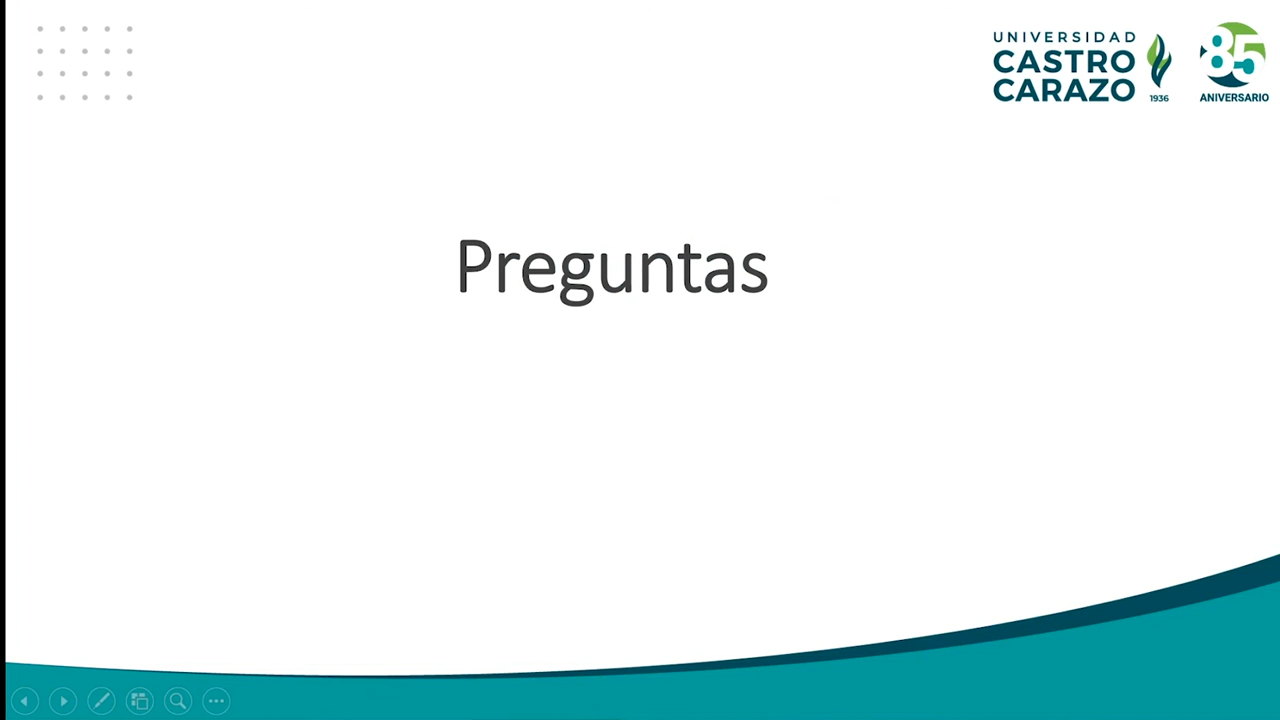 UNIVERSIDAD
CASTRO
CARAZO
1936
85
ANIVERSARIO
Preguntas